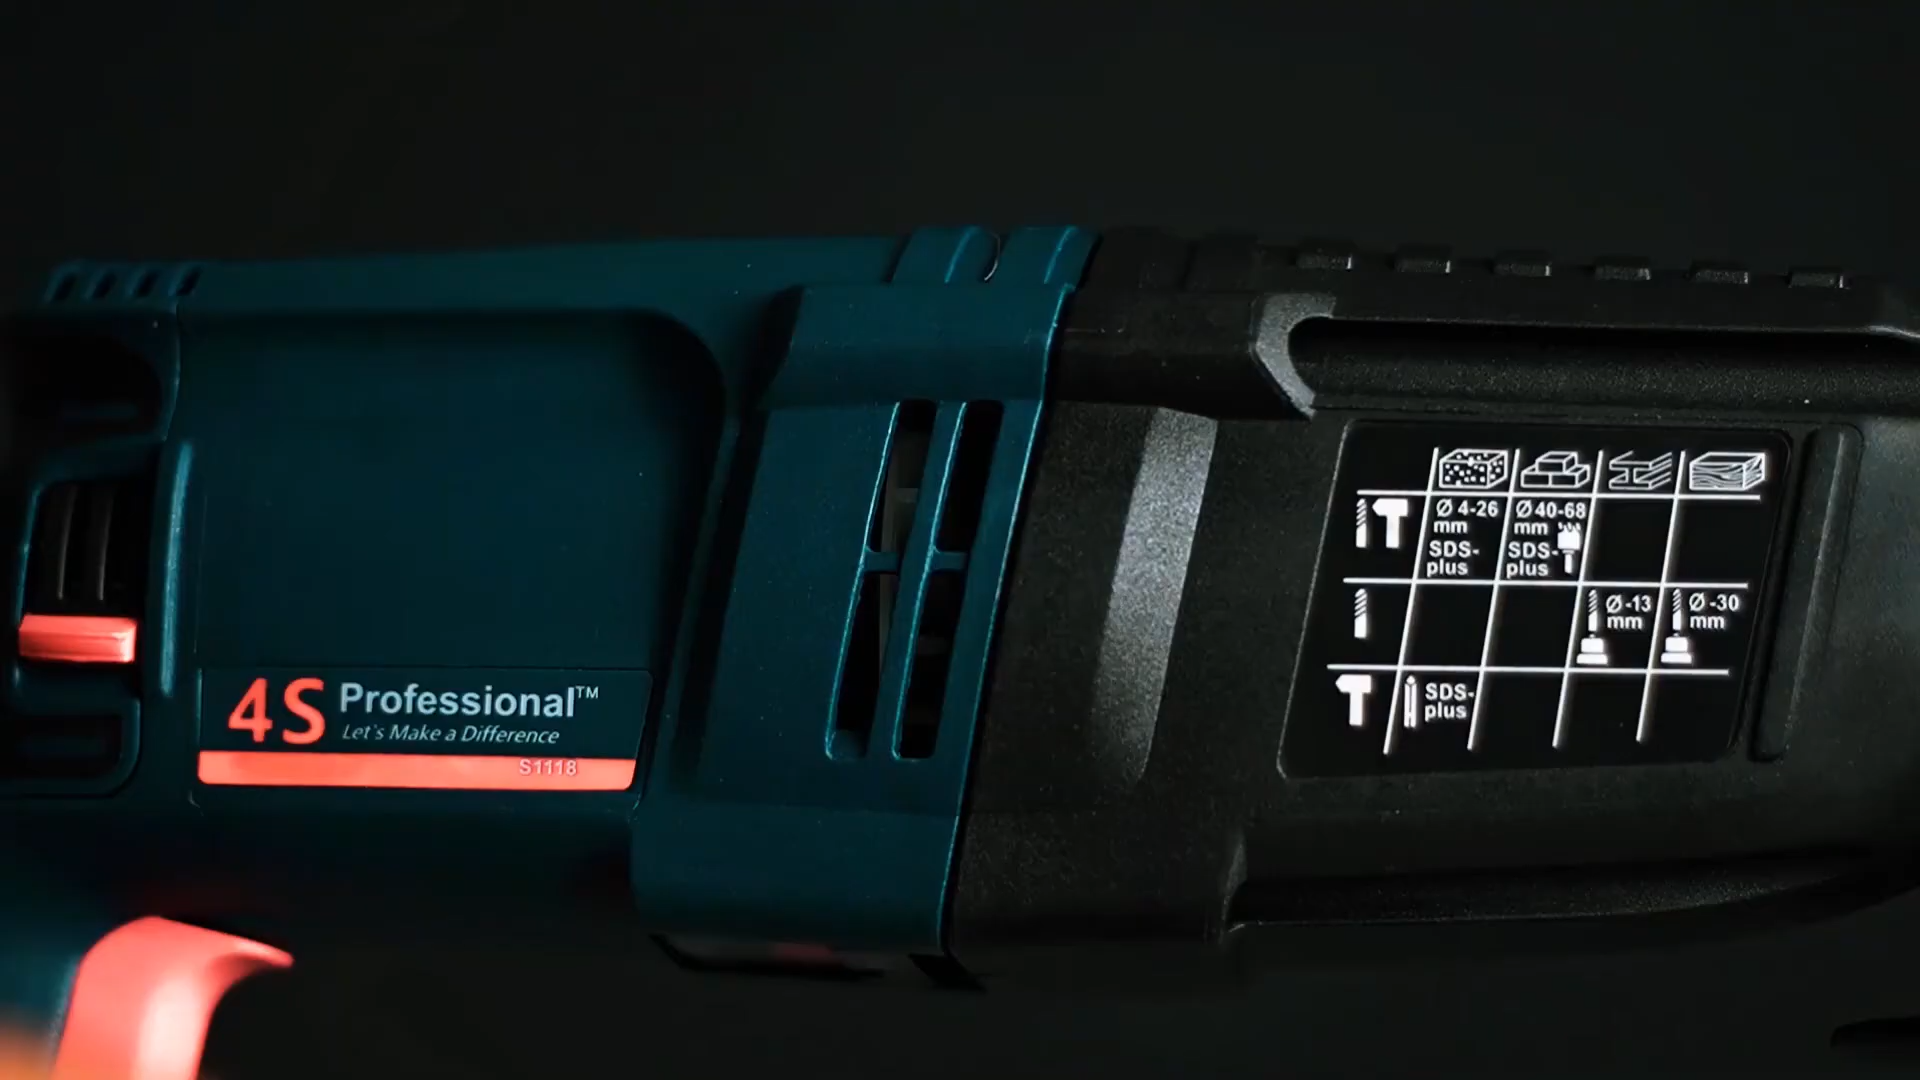 4S Professional™
Let's Make a Difference
S1118
Ø 4-26
mm
SDS-
plus
Ø40-68
mm
SDS-
plus
Ø -13
mm
Ø -30
mm
SDS-
plus